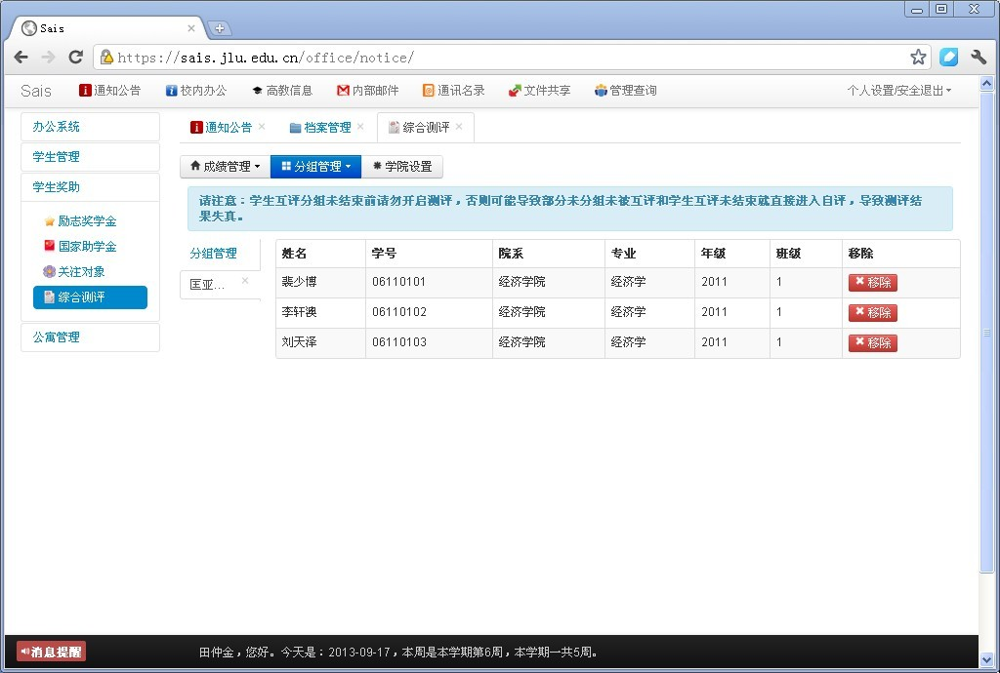 Sais
https://sais.jlu.edu.cn/office/notice/
Sais 通知公告 校内办公 高教信息 内部邮件 通讯名录 文件共享 管理查询 个人设置/安全退出
办公系统
学生管理
学生奖助
励志奖学金
国家助学金
关注对象
综合测评
公寓管理
通知公告 × 档案管理 × 综合测评 ×
成绩管理 分组管理 学院设置
请注意：学生互评分组未结束前请勿开启测评，否则可能导致部分未分组未被互评和学生互评未结束就直接进入自评，导致测评结
果失真。
分组管理
匡亚... ×
姓名 学号 院系 专业 年级 班级 移除
裴少博 06110101 经济学院 经济学 2011 1 移除
李轩澳 06110102 经济学院 经济学 2011 1 移除
刘天泽 06110103 经济学院 经济学 2011 1 移除
消息提醒 田仲金，您好。今天是：2013-09-17，本周是本学期第6周，本学期一共5周。